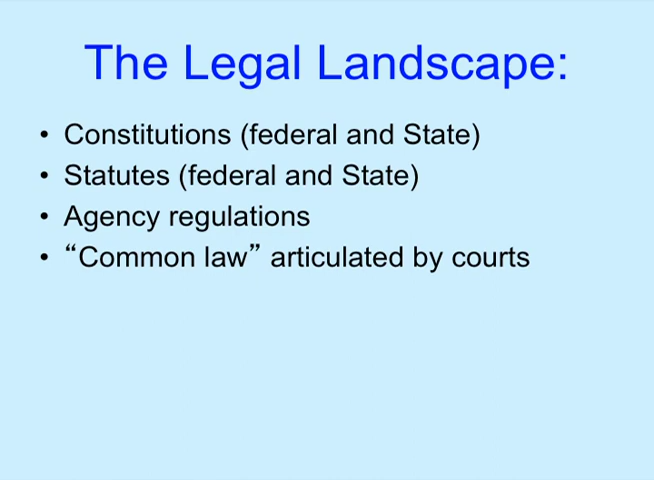 The Legal Landscape:
• Constitutions (federal and State)
• Statutes (federal and State)
• Agency regulations
• “Common law” articulated by courts